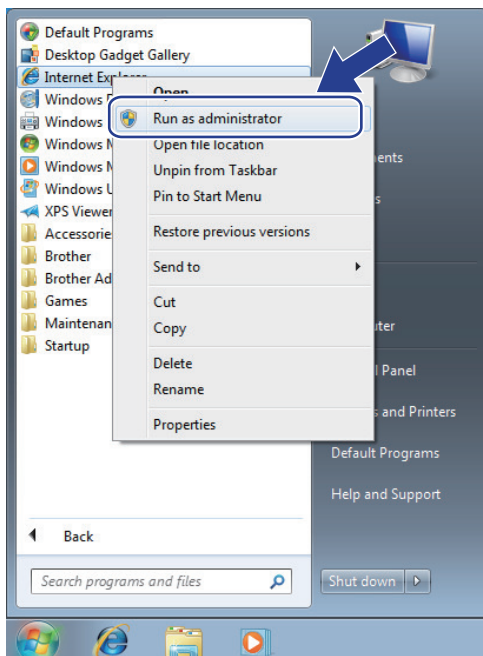 Default Programs
Desktop Gadget Gallery
Internet Explorer
Windows
Windows
Windows
Windows
Windows
XPS Viewer
Accessorie
Brother
Brother Ad
Games
Maintenan
Startup
Back
Search programs and files
Open
Run as administrator
Open file location
Unpin from Taskbar
Pin to Start Menu
Restore previous versions
Send to
Cut
Copy
Delete
Rename
Properties
ents
s
uter
l Panel
s and Printers
Default Programs
Help and Support
Shut down